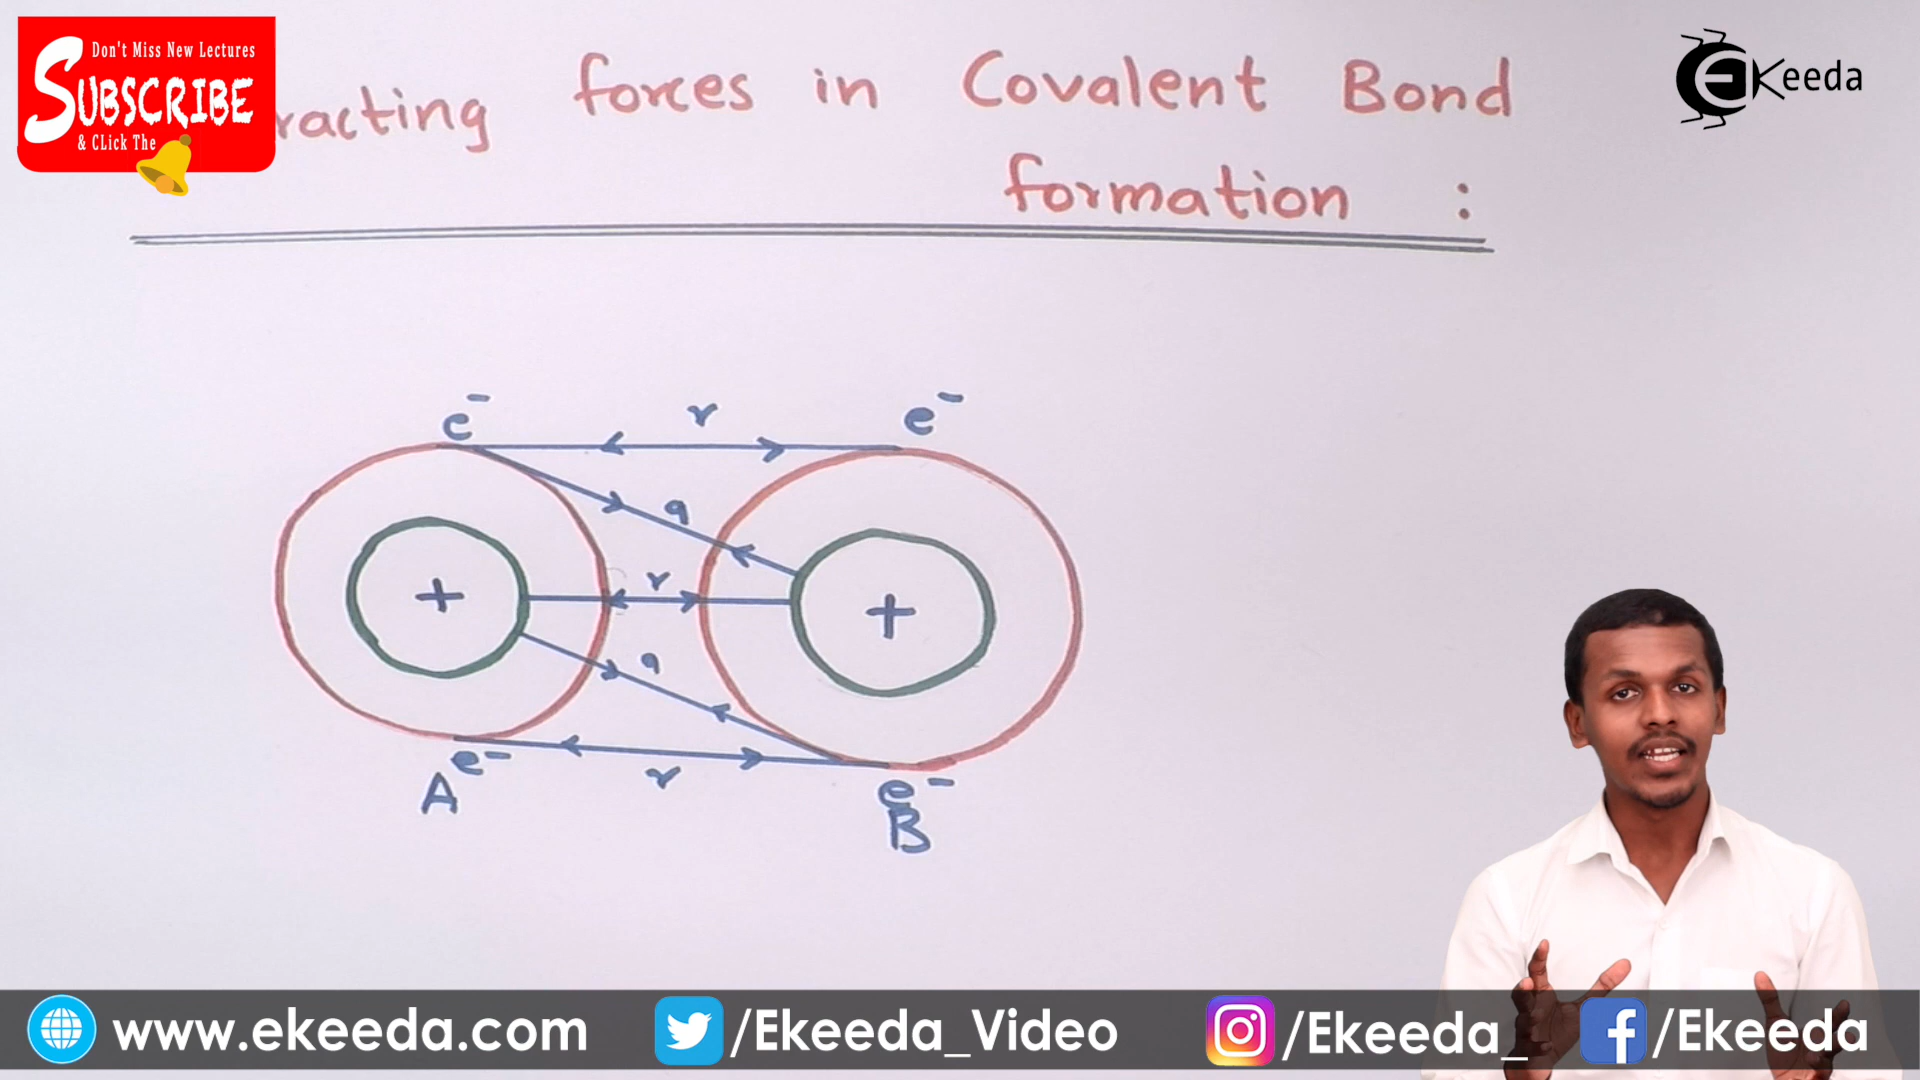 Don't Miss New Lectures
SUBSCRIBE
& CLick The
racting forces in Covalent Bond
formation :
EKeeda
e⁻ r e⁻
a
r
+ +
a
e⁻ r e⁻
A B
www.ekeeda.com /Ekeeda_Video /Ekeeda_ /Ekeeda